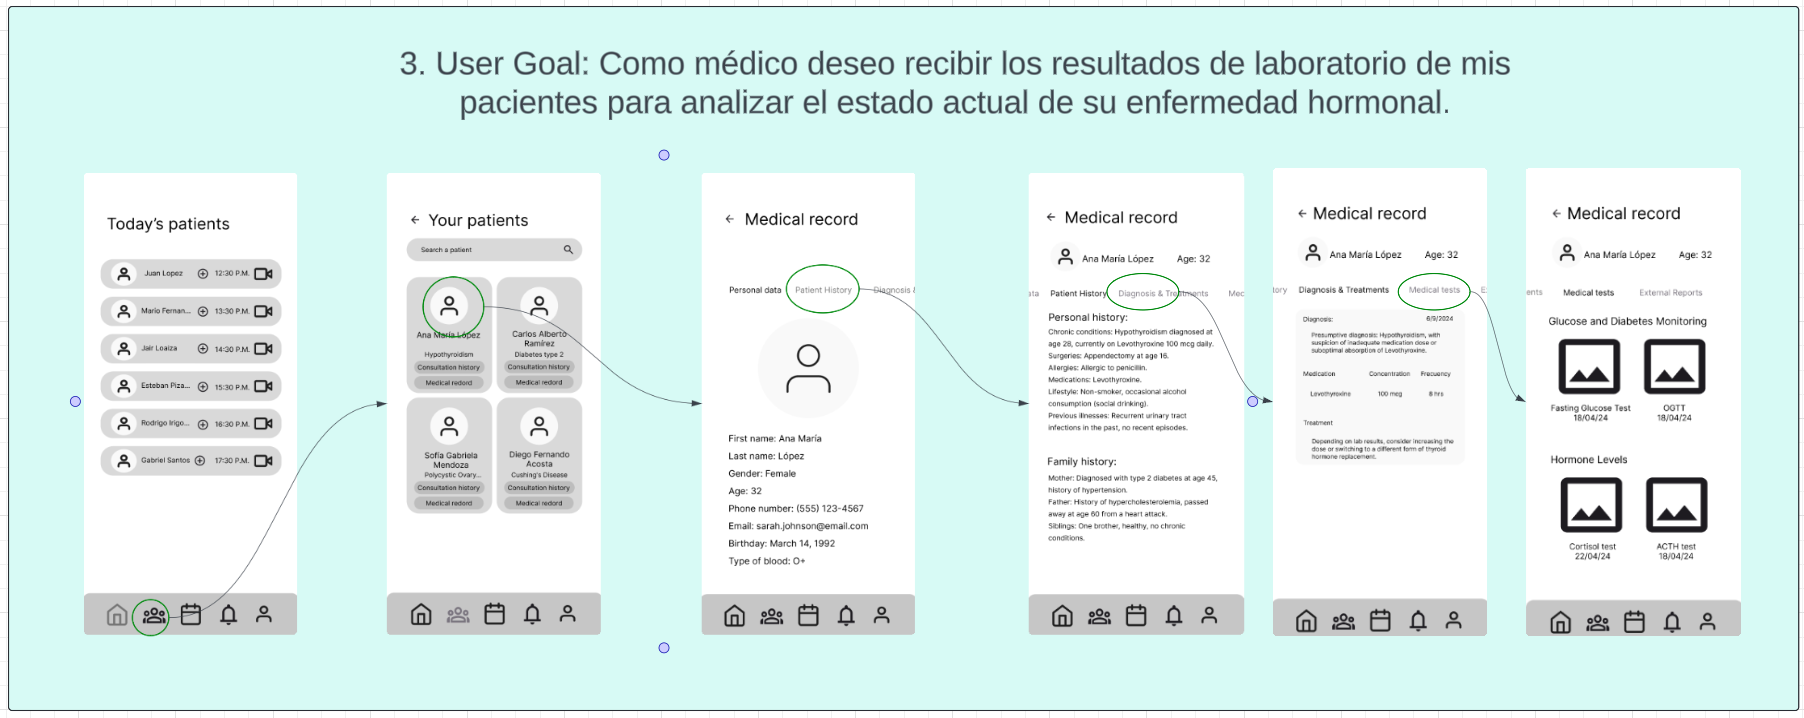 3. User Goal: Como médico deseo recibir los resultados de laboratorio de mis
pacientes para analizar el estado actual de su enfermedad hormonal.
Today's patients
Juan Lopez 12:30 P.M.
Mario Fernan... 13:30 P.M.
Jair Loaiza 14:30 P.M.
Esteban Piza... 15:30 P.M.
Rodrigo Irigo... 16:30 P.M.
Gabriel Santos 17:30 P.M.
Your patients
Search a patient
Ana María López
Hypothyroidism
Consultation history
Medical redord
Carlos Alberto
Ramírez
Diabetes type 2
Consultation history
Medical redord
Sofía Gabriela
Mendoza
Polycystic Ovary...
Consultation history
Medical redord
Diego Fernando
Acosta
Cushing's Disease
Consultation history
Medical redord
Medical record
Personal data Patient History Diagnosis &
First name: Ana María
Last name: López
Gender: Female
Age: 32
Phone number: (555) 123-4567
Email: sarah.johnson@email.com
Birthday: March 14, 1992
Type of blood: O+
Medical record
Ana María López Age: 32
ata Patient History Diagnosis & Treatments Med
Personal history:
Chronic conditions: Hypothyroidism diagnosed at
age 28, currently on Levothyroxine 100 mcg daily.
Surgeries: Appendectomy at age 16.
Allergies: Allergic to penicillin.
Medications: Levothyroxine.
Lifestyle: Non-smoker, occasional alcohol
consumption (social drinking).
Previous illnesses: Recurrent urinary tract
infections in the past, no recent episodes.
Family history:
Mother: Diagnosed with type 2 diabetes at age 45,
history of hypertension.
Father: History of hypercholesterolemia, passed
away at age 60 from a heart attack.
Siblings: One brother, healthy, no chronic
conditions.
Medical record
Ana María López Age: 32
tory Diagnosis & Treatments Medical tests E
Diagnosis: 6/9/2024
Presumptive diagnosis: Hypothyroidism, with
suspicion of inadequate medication dose or
suboptimal absorption of Levothyroxine.
Medication Concentration Frecuency
Levothyroxine 100 mcg 8 hrs
Treatment
Depending on lab results, consider increasing the
dose or switching to a different form of thyroid
hormone replacement.
Medical record
Ana María López Age: 32
ents Medical tests External Reports
Glucose and Diabetes Monitoring
Fasting Glucose Test
18/04/24
OGTT
18/04/24
Hormone Levels
Cortisol test
22/04/24
ACTH test
18/04/24